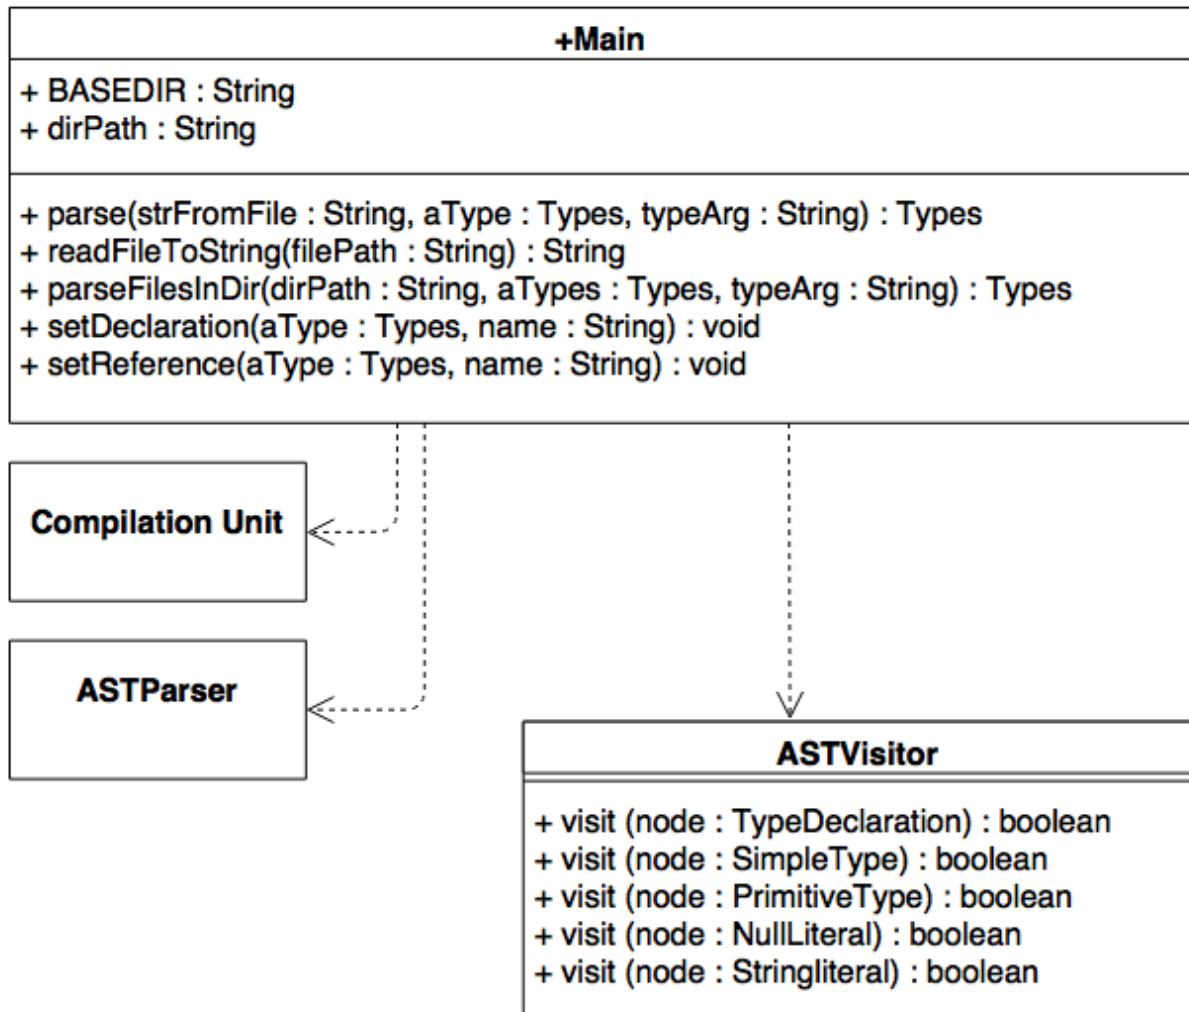 +Main
+ BASEDIR : String
+ dirPath : String
+ parse(strFromFile : String, aType : Types, typeArg : String) : Types
+ readFileToString(filePath : String) : String
+ parseFilesInDir(dirPath : String, aTypes : Types, typeArg : String) : Types
+ setDeclaration(aType : Types, name : String) : void
+ setReference(aType : Types, name : String) : void
Compilation Unit
ASTParser
ASTVisitor
+ visit (node : TypeDeclaration) : boolean
+ visit (node : SimpleType) : boolean
+ visit (node : PrimitiveType) : boolean
+ visit (node : NullLiteral) : boolean
+ visit (node : Stringliteral) : boolean